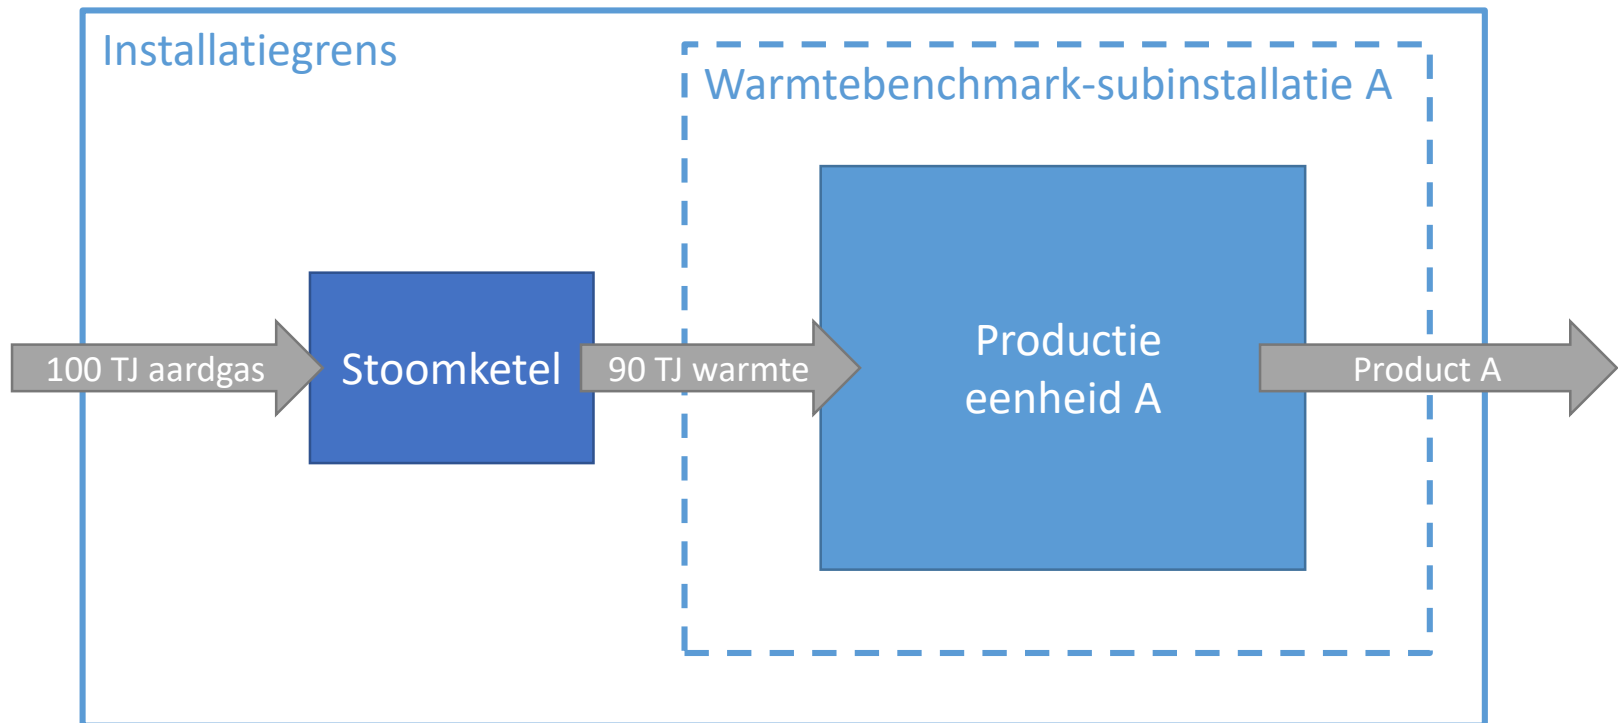 Installatiegrens
Warmtebenchmark-subinstallatie A
100 TJ aardgas
Stoomketel
90 TJ warmte
Productie
eenheid A
Product A